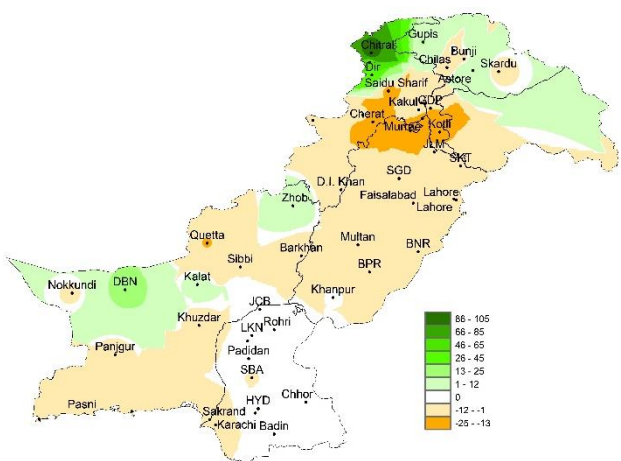 Gupis
Chitral
Bunji
Chilas
Skardu
Dir
Astore
Saidu Sharif
Kakul
GDP
Cherat
Murree
Kotli
JLM
SKT
SGD
D.I. Khan
Lahore
Faisalabad
Zhob
Lahore
Quetta
Multan
BNR
Barkhan
Sibbi
BPR
DBN
Kalat
Nokkundi
Khanpur
JCB
Khuzdar
Rohri
LKN
Panjgur
Padidan
SBA
Chhor
Pasni
HYD
Sakrand
Karachi
Badin
86 - 105
66 - 85
46 - 65
26 - 45
13 - 25
1 - 12
0
-12 - -1
-25 - -13